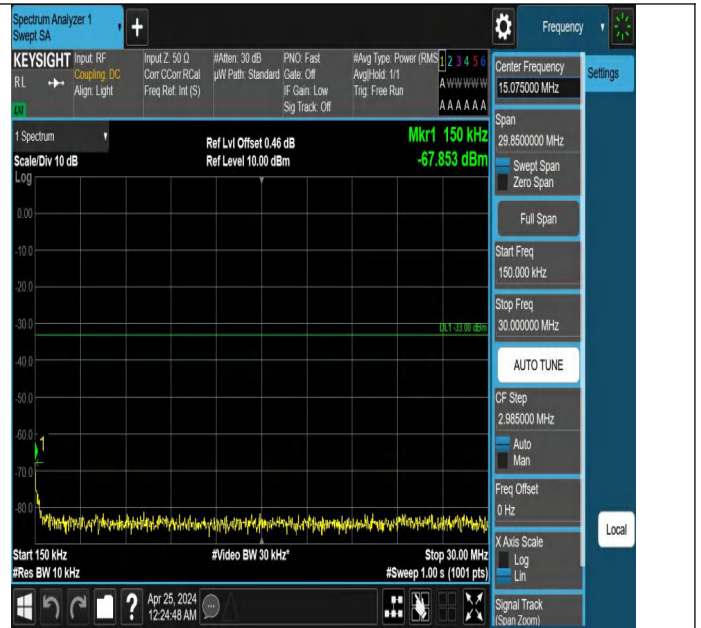 Spectrum Analyzer 1
Swept SA
Frequency
KEYSIGHT
RL
Input: RF
Coupling: DC
Align: Light
Input Z: 50 Ω
Corr CCorr RCal
Freq Ref: Int (S)
#Atten: 30 dB
µW Path: Standard
PNO: Fast
Gate: Off
IF Gain: Low
Sig Track: Off
#Avg Type: Power (RMS
Avg|Hold: 1/1
Trig: Free Run
1 2 3 4 5 6
A W W W W W
A A A A A A
1 Spectrum
Scale/Div 10 dB
Log
Ref Lvl Offset 0.46 dB
Ref Level 10.00 dBm
Mkr1 150 kHz
-67.853 dBm
0.00
-10.0
-20.0
-30.0
DL1 -33.00 dBm
-40.0
-50.0
-60.0
1
-70.0
-80.0
Start 150 kHz
#Res BW 10 kHz
#Video BW 30 kHz*
Stop 30.00 MHz
#Sweep 1.00 s (1001 pts)
Apr 25, 2024
12:24:48 AM
Center Frequency
15.075000 MHz
Settings
Span
29.8500000 MHz
Swept Span
Zero Span
Full Span
Start Freq
150.000 kHz
Stop Freq
30.000000 MHz
AUTO TUNE
CF Step
2.985000 MHz
Auto
Man
Freq Offset
0 Hz
X Axis Scale
Log
Lin
Local
Signal Track
(Span Zoom)